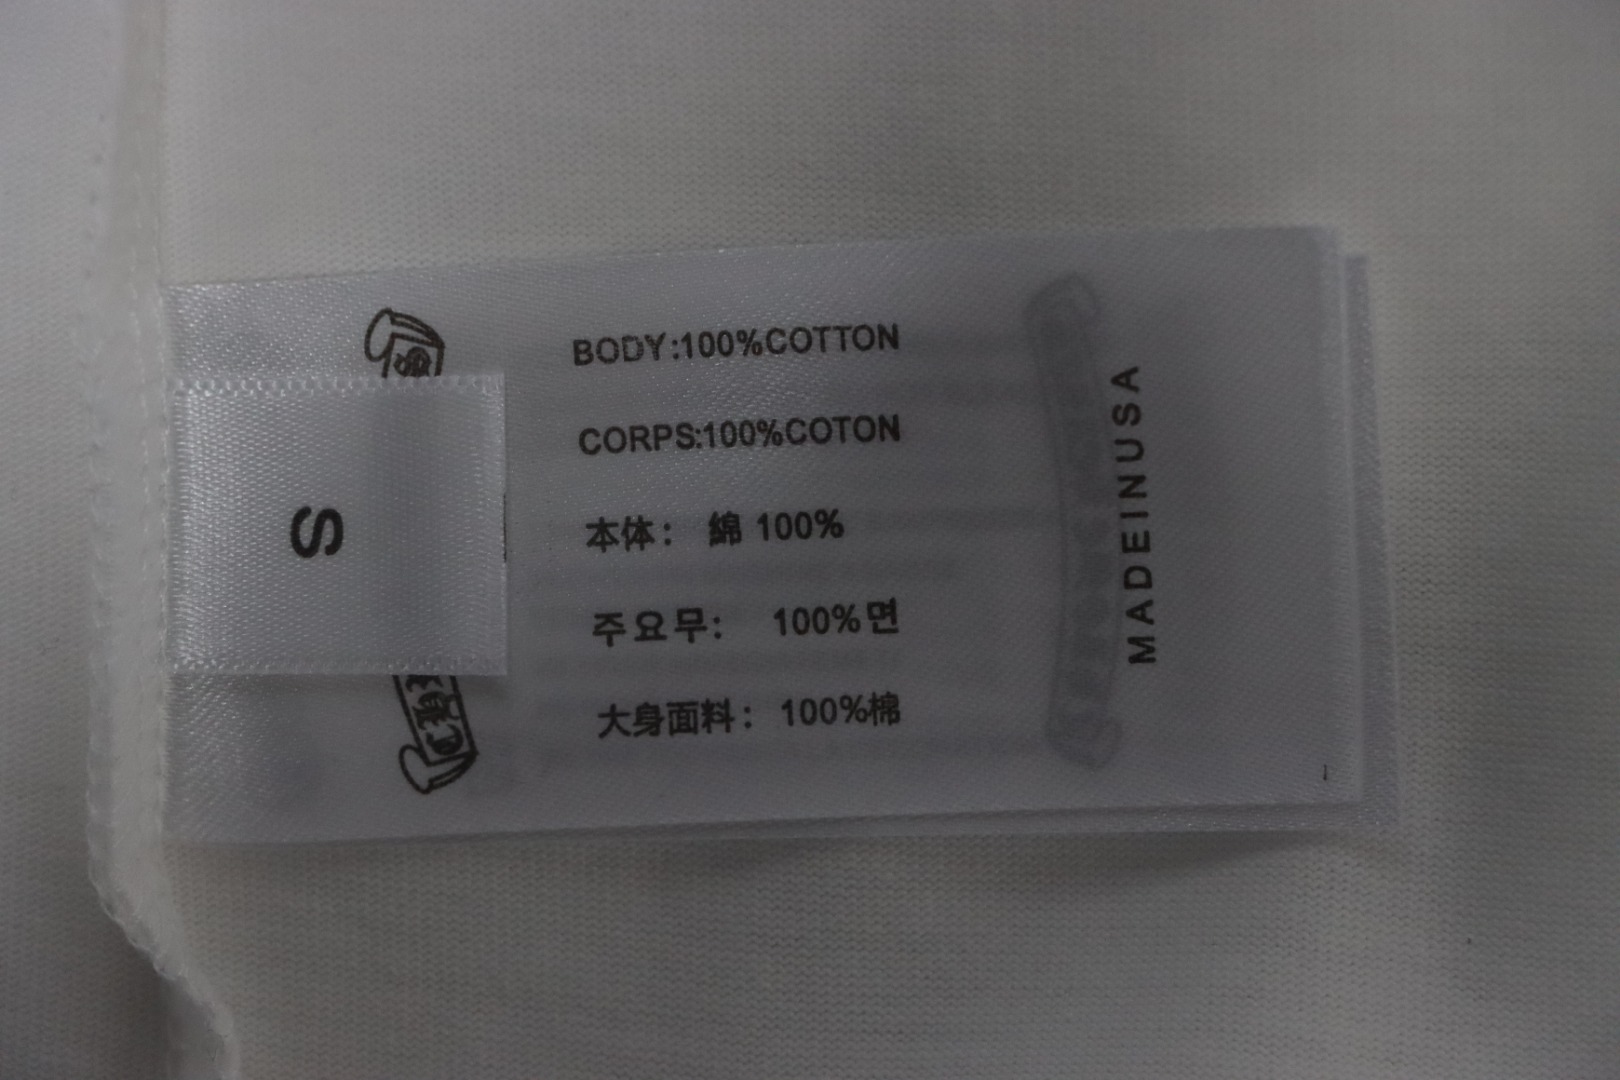 S
BODY:100%COTTON
CORPS:100%COTON
本体： 綿 100%
주요무: 100%면
大身面料： 100%棉
MADEINUSA